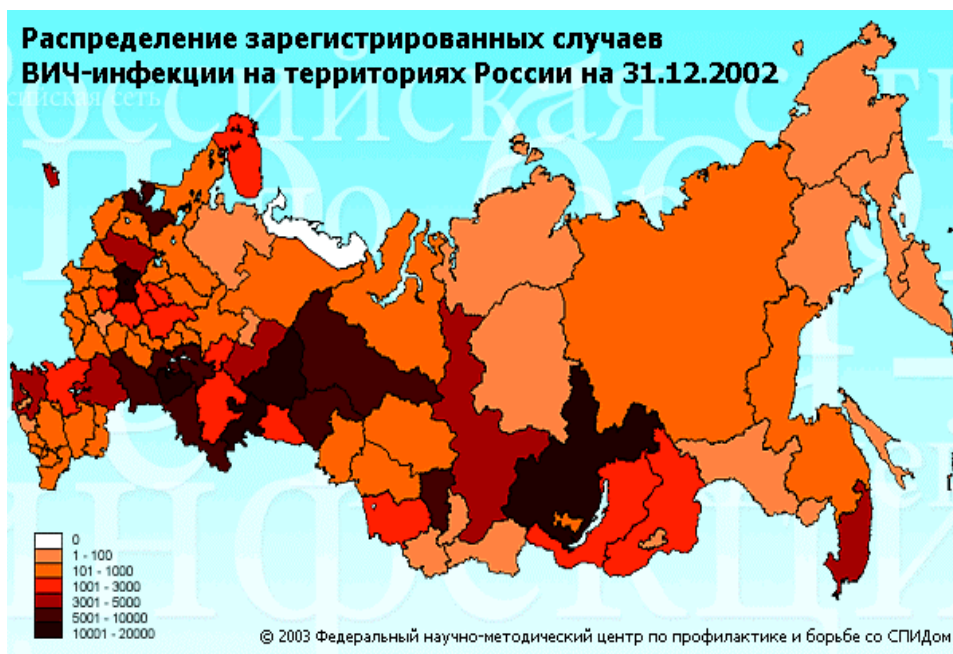 Распределение зарегистрированных случаев
ВИЧ-инфекции на территориях России на 31.12.2002
0
1 - 100
101 - 1000
1001 - 3000
3001 - 5000
5001 - 10000
10001 - 20000
© 2003 Федеральный научно-методический центр по профилактике и борьбе со СПИДом